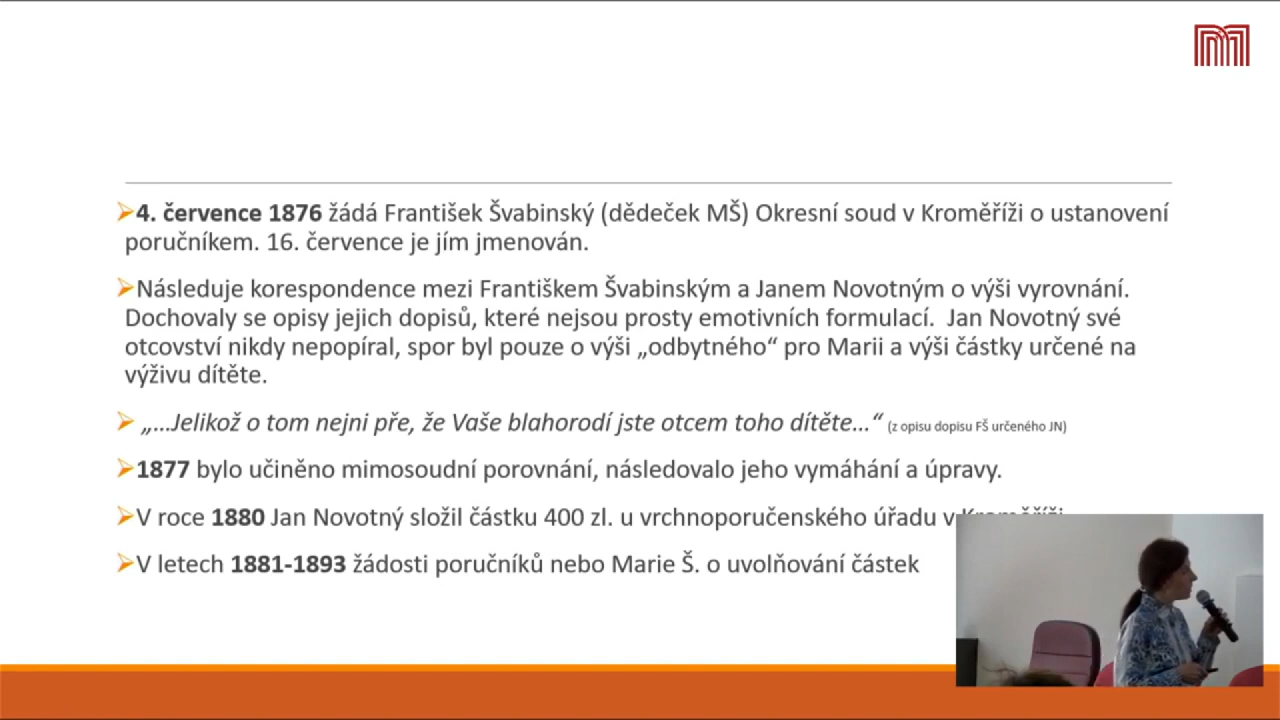 4. července 1876 žádá František Švabinský (dědeček MŠ) Okresní soud v Kroměříži o ustanovení
poručníkem. 16. července je jím jmenován.
Následuje korespondence mezi Františkem Švabinským a Janem Novotným o výši vyrovnání.
Dochovaly se opisy jejich dopisů, které nejsou prosty emotivních formulací.  Jan Novotný své
otcovství nikdy nepopíral, spor byl pouze o výši „odbytného“ pro Marii a výši částky určené na
výživu dítěte.
„…Jelikož o tom nejni pře, že Vaše blahorodí jste otcem toho dítěte…“ (z opisu dopisu FŠ určeného JN)
1877 bylo učiněno mimosoudní porovnání, následovalo jeho vymáhání a úpravy.
V roce 1880 Jan Novotný složil částku 400 zl. u vrchnoporučenského úřadu v Kroměříži
V letech 1881-1893 žádosti poručníků nebo Marie Š. o uvolňování částek